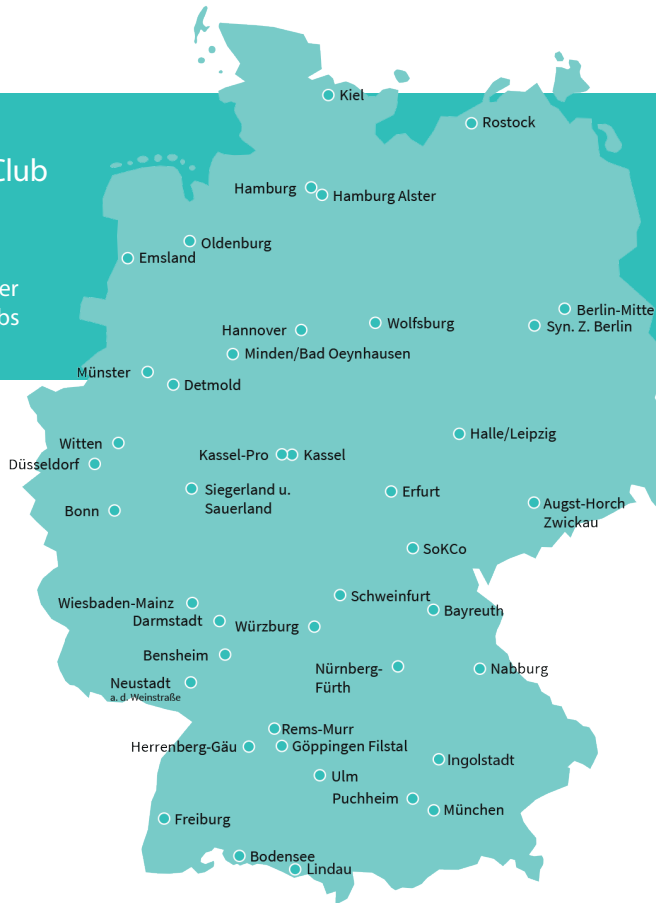 Kiel
Rostock
Club
Hamburg
Hamburg Alster
Oldenburg
Emsland
er
bs
Berlin-Mitte
Hannover
Wolfsburg
Syn. Z. Berlin
Minden/Bad Oeynhausen
Münster
Detmold
Halle/Leipzig
Witten
Kassel-Pro
Kassel
Düsseldorf
Siegerland u.
Sauerland
Erfurt
Bonn
Augst-Horch
Zwickau
SoKCo
Schweinfurt
Wiesbaden-Mainz
Bayreuth
Darmstadt
Würzburg
Bensheim
Nürnberg-
Fürth
Nabburg
Neustadt
a. d. Weinstraße
Rems-Murr
Herrenberg-Gäu
Göppingen Filstal
Ingolstadt
Ulm
Puchheim
München
Freiburg
Bodensee
Lindau